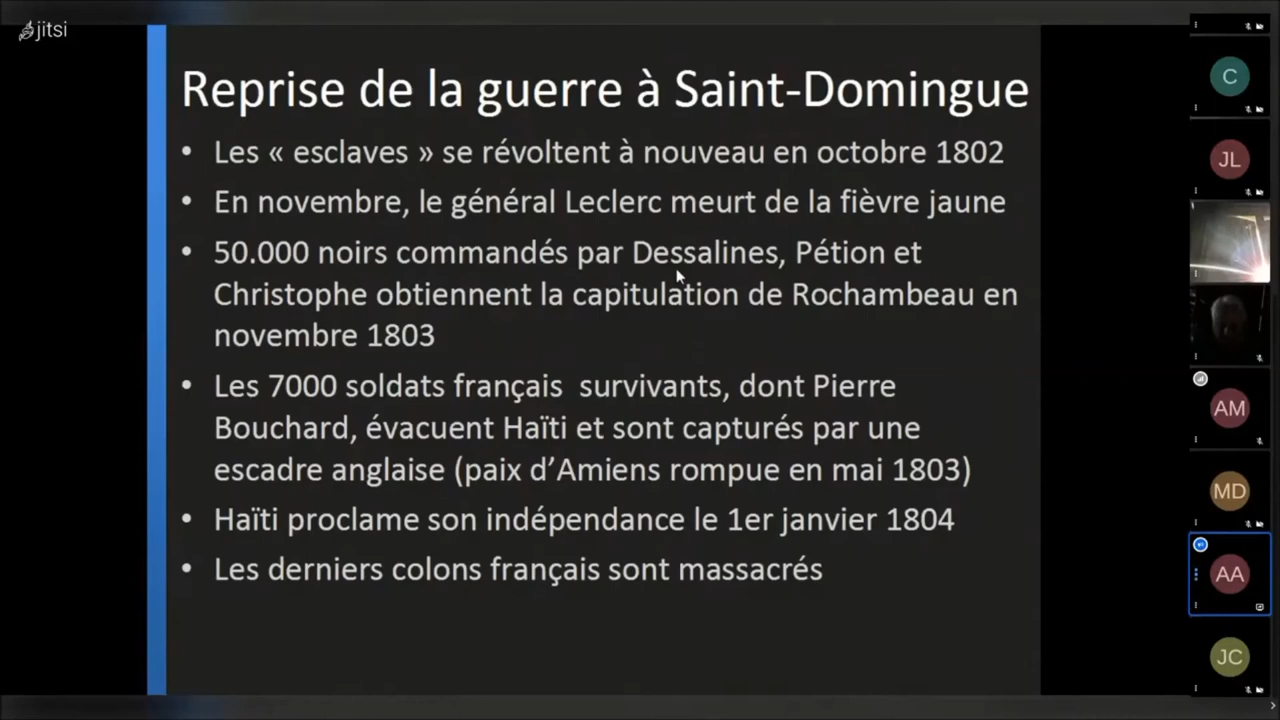 jitsi
Reprise de la guerre à Saint-Domingue
• Les « esclaves » se révoltent à nouveau en octobre 1802
• En novembre, le général Leclerc meurt de la fièvre jaune
• 50.000 noirs commandés par Dessalines, Pétion et
Christophe obtiennent la capitulation de Rochambeau en
novembre 1803
• Les 7000 soldats français survivants, dont Pierre
Bouchard, évacuent Haïti et sont capturés par une
escadre anglaise (paix d’Amiens rompue en mai 1803)
• Haïti proclame son indépendance le 1er janvier 1804
• Les derniers colons français sont massacrés
C
JL
AM
MD
AA
JC